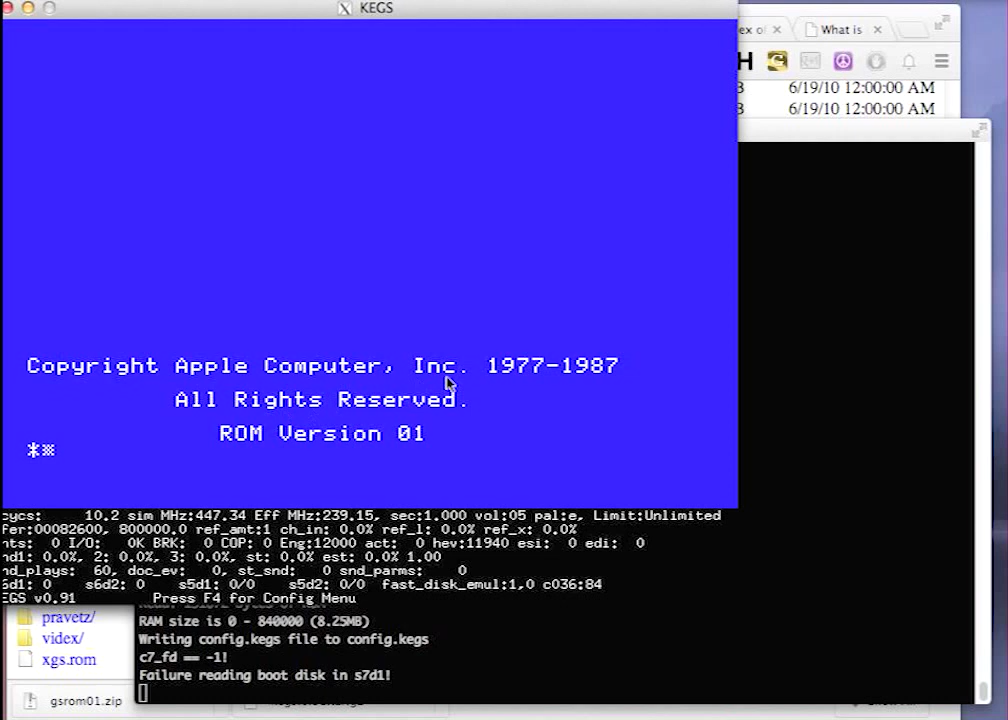 KEGS
ex of
What is
H
B 6/19/10 12:00:00 AM
B 6/19/10 12:00:00 AM
Copyright Apple Computer, Inc. 1977-1987
All Rights Reserved.
ROM Version 01
*
cycs: 10.2 sim MHz:447.34 Eff MHz:239.15, sec:1.000 vol:05 pal:e, Limit:Unlimited
fer:00082600, 800000.0 ref_amt:1 ch_in: 0.0% ref_l: 0.0% ref_x: 0.0%
nts: 0 I/O: 0K BRK: 0 COP: 0 Eng:12000 act: 0 hev:11940 esi: 0 edi: 0
nd1: 0.0%, 2: 0.0%, 3: 0.0%, st: 0.0% est: 0.0% 1.00
nd_plays: 60, doc_ev: 0, st_snd: 0 snd_parms: 0
6d1: 0 s6d2: 0 s5d1: 0/0 s5d2: 0/0 fast_disk_emul:1,0 c036:84
EGS v0.91 Press F4 for Config Menu
pravetz/
videx/
xgs.rom
RAM size is 0 - 840000 (8.25MB)
Writing config.kegs file to config.kegs
c7_fd == -1!
Failure reading boot disk in s7d1!
gsrom01.zip